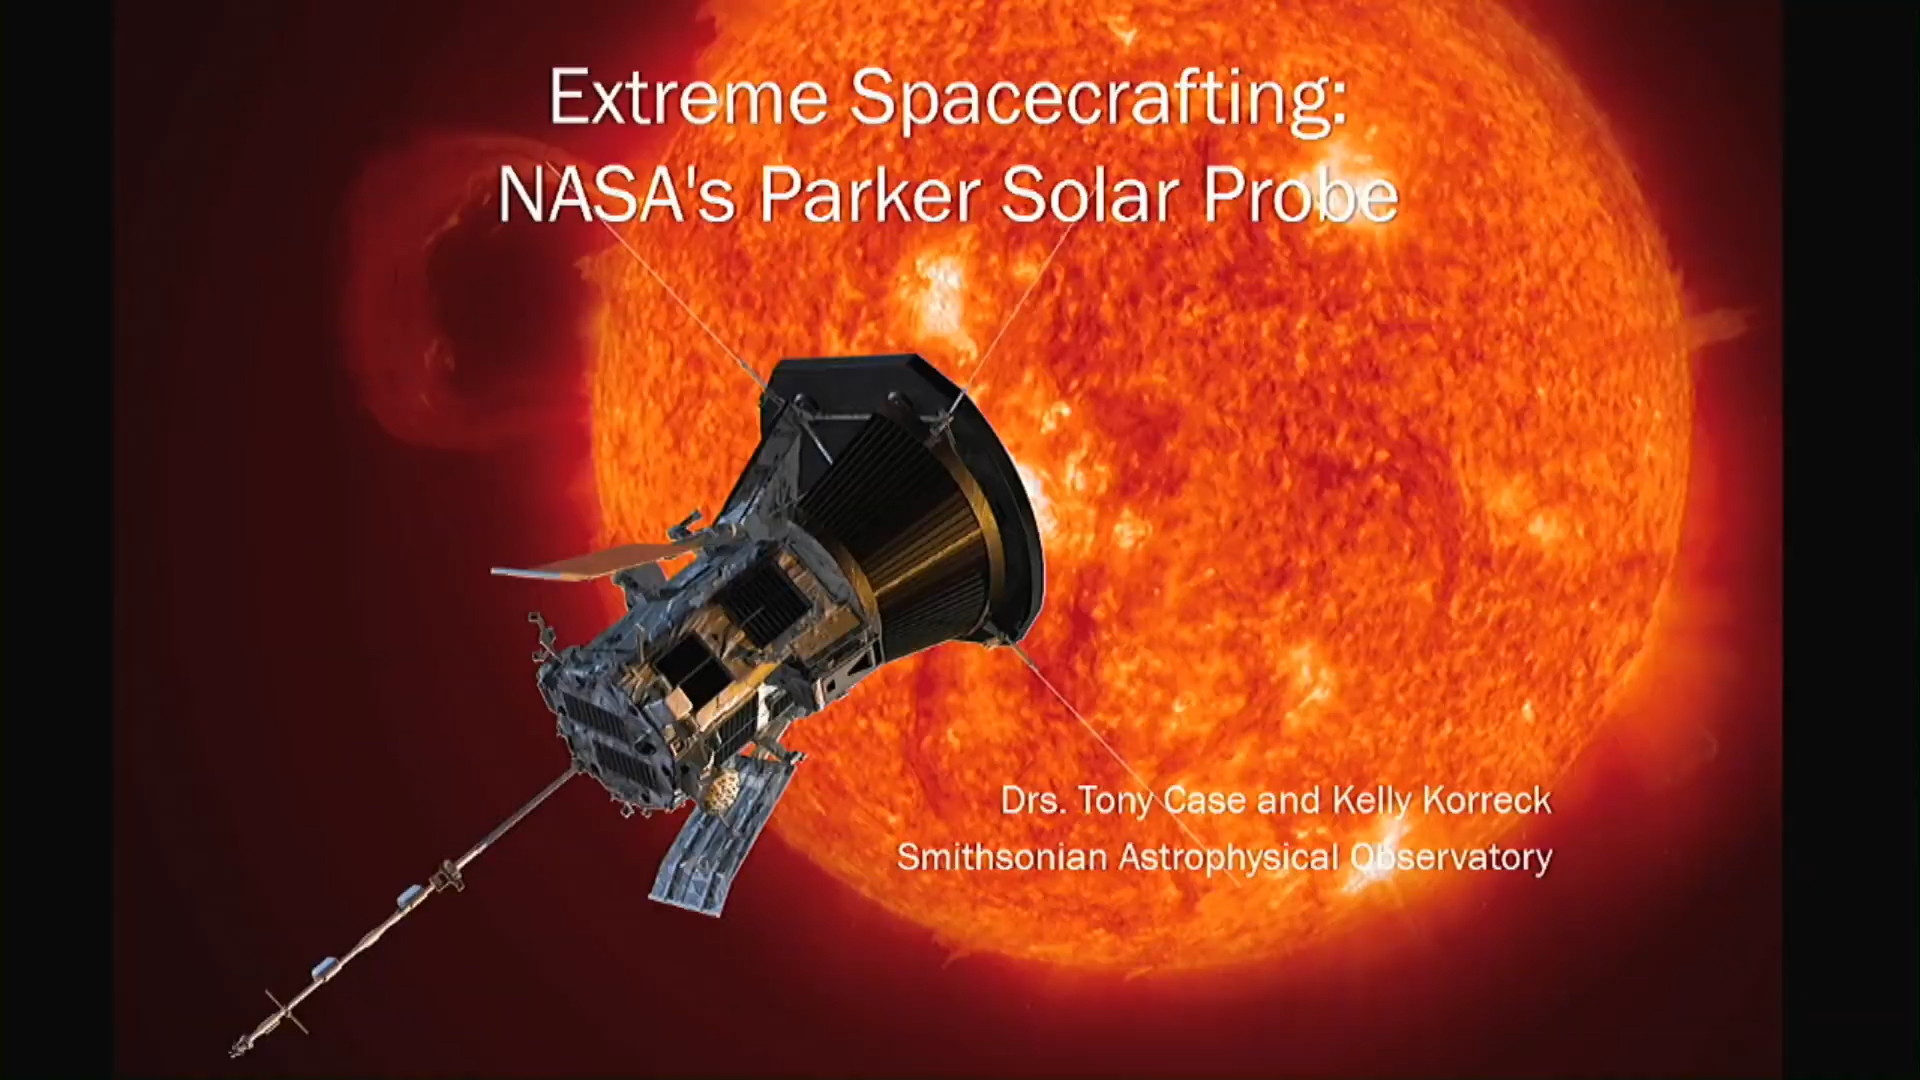 Extreme Spacecrafting:
NASA's Parker Solar Probe
Drs. Tony Case and Kelly Korreck
Smithsonian Astrophysical Observatory